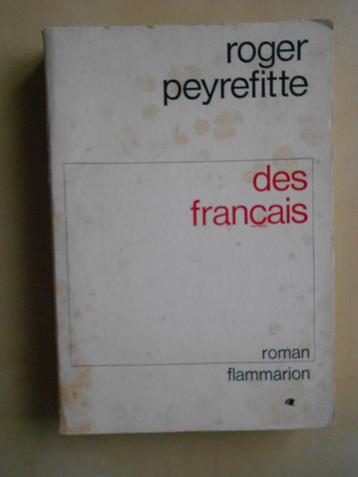 roger
peyrefitte
des
français
roman
flammarion